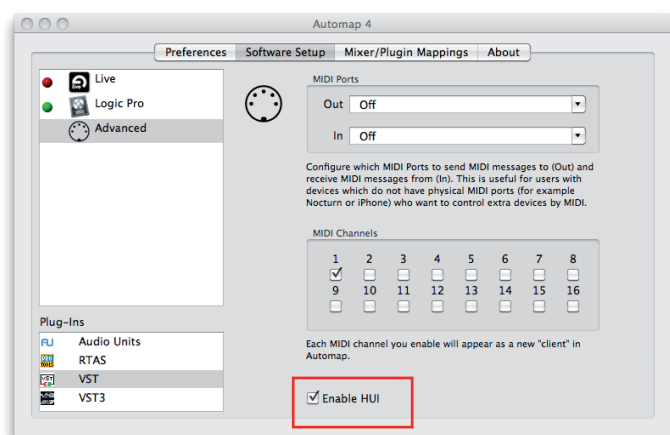 Automap 4
Preferences Software Setup Mixer/Plugin Mappings About
Live
Logic Pro
Advanced
MIDI Ports
Out Off
In Off
Configure which MIDI Ports to send MIDI messages to (Out) and
receive MIDI messages from (In). This is useful for users with
devices which do not have physical MIDI ports (for example
Nocturn or iPhone) who want to control extra devices by MIDI.
MIDI Channels
1 2 3 4 5 6 7 8
9 10 11 12 13 14 15 16
Each MIDI channel you enable will appear as a new "client" in
Automap.
Plug-Ins
Audio Units
RTAS
VST
VST3
Enable HUI